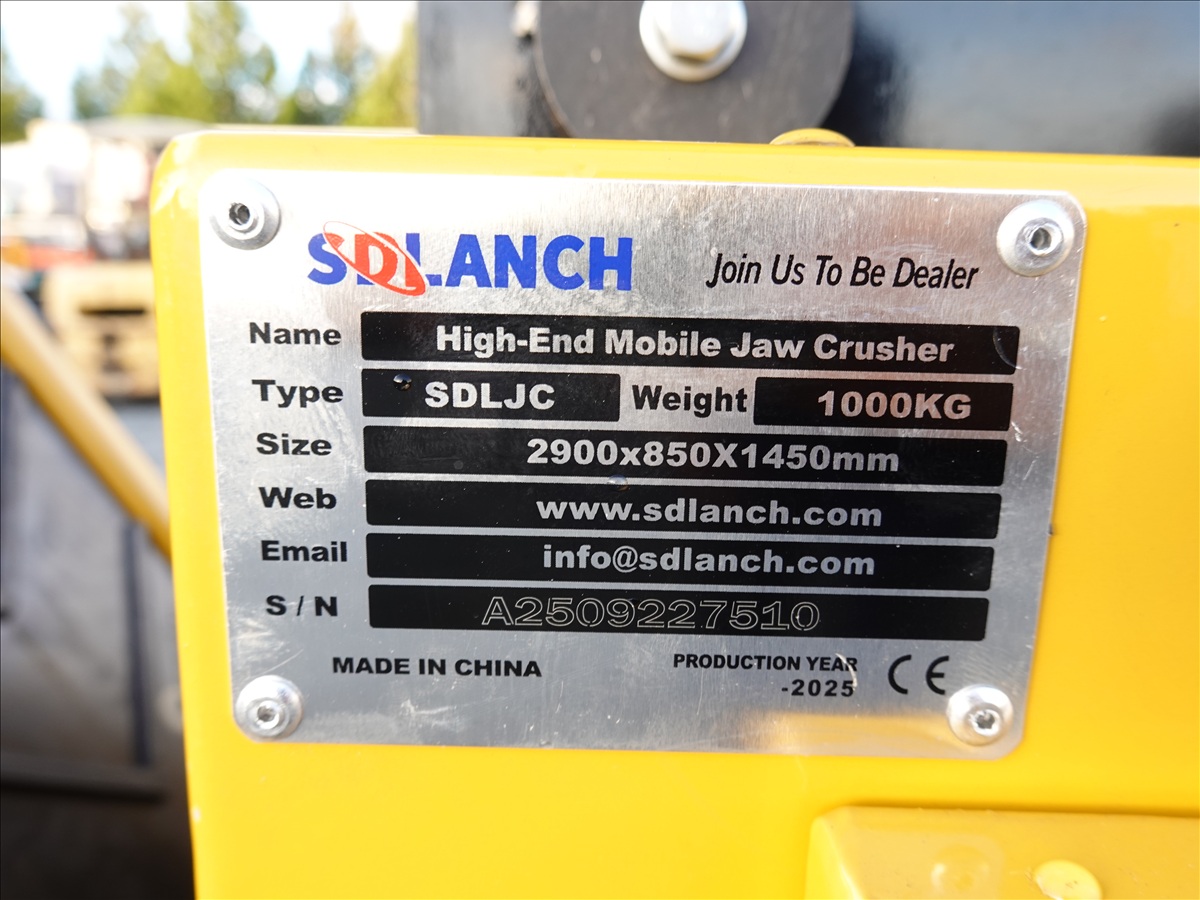 SDLANCH Join Us To Be Dealer
Name High-End Mobile Jaw Crusher
Type SDLJC Weight 1000KG
Size 2900x850X1450mm
Web www.sdlanch.com
Email info@sdlanch.com
S / N A2509227510
MADE IN CHINA PRODUCTION YEAR CE
-2025